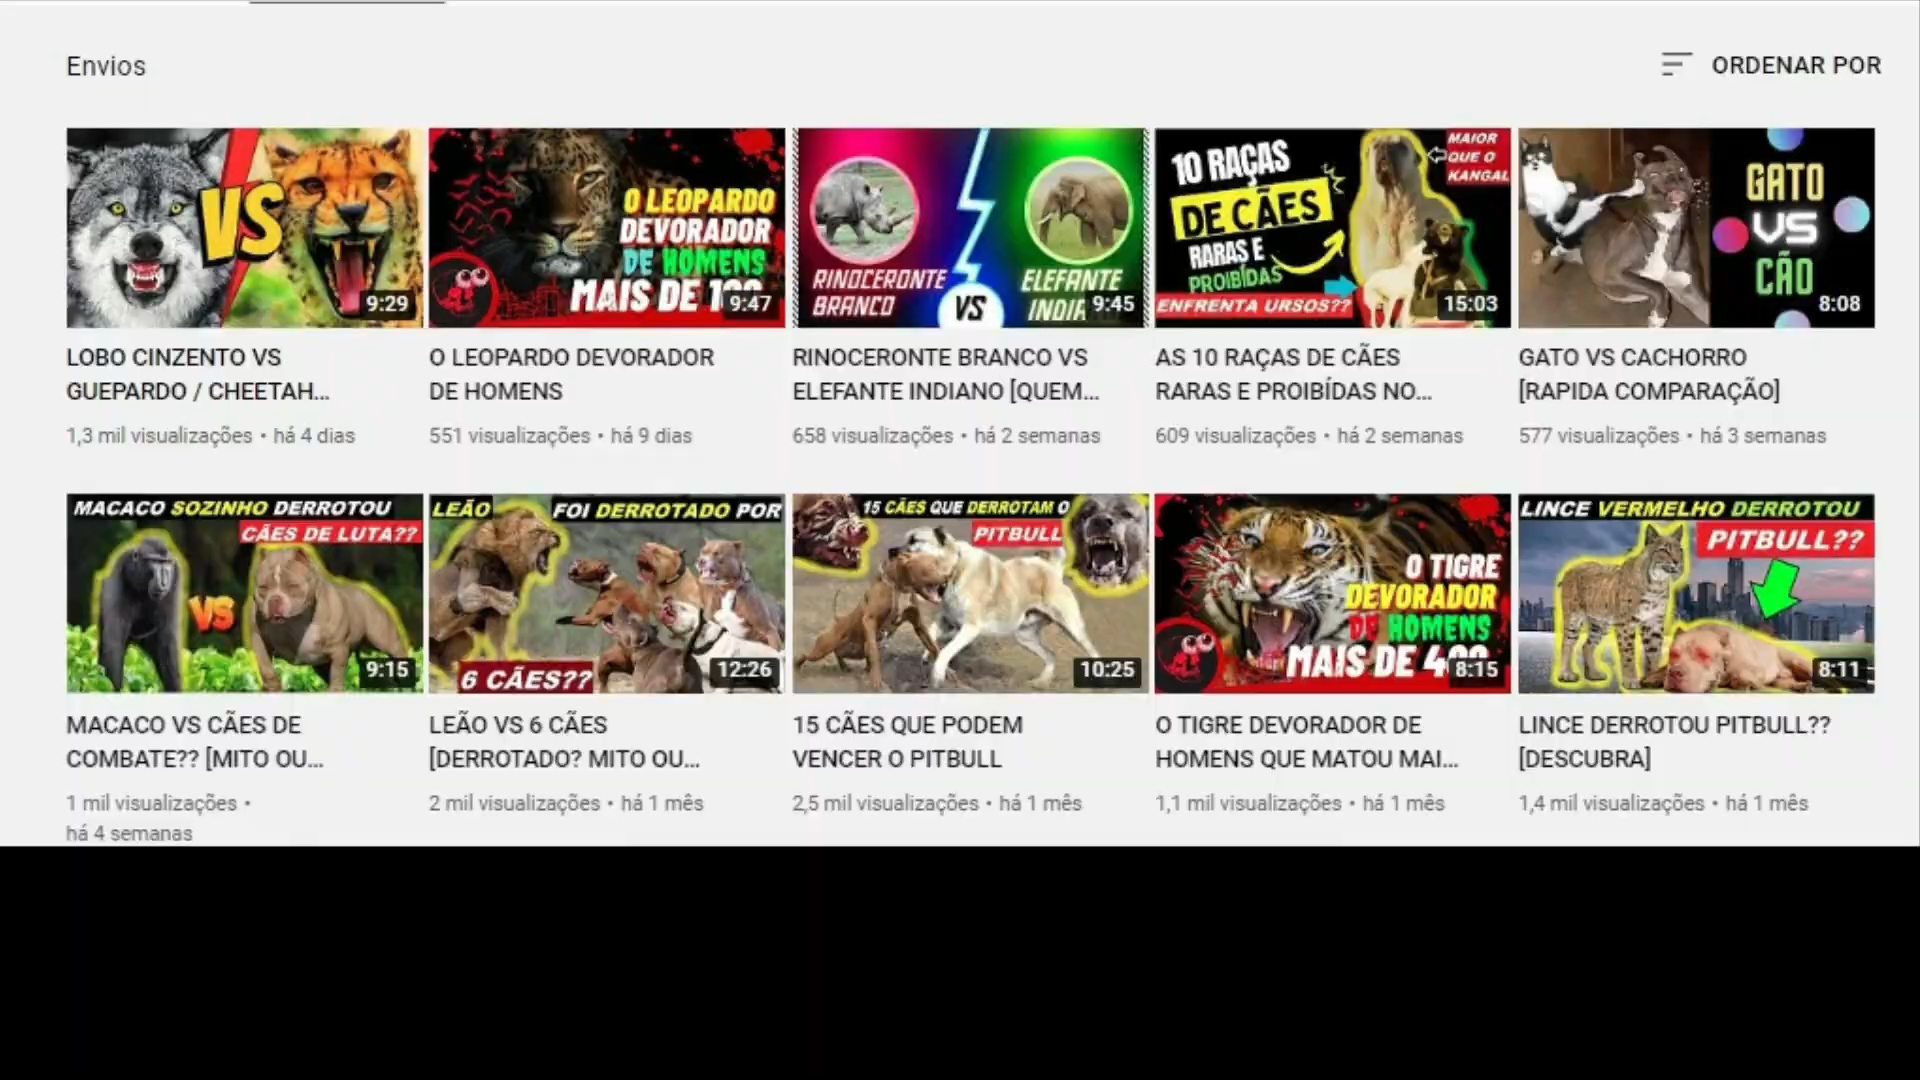 Envios
ORDENAR POR
VS
9:29
O LEOPARDO
DEVORADOR
DE HOMENS
MAIS DE
9:47
RINOCERONTE
BRANCO
VS
ELEFANTE
9:45
10 RAÇAS
DE CÃES
RARAS E
PROIBÍDAS
ENFRENTA URSOS??
MAIOR
QUE O
KANGAL
15:03
GATO
VS
CÃO
8:08
LOBO CINZENTO VS
GUEPARDO / CHEETAH...
1,3 mil visualizações • há 4 dias
O LEOPARDO DEVORADOR
DE HOMENS
551 visualizações • há 9 dias
RINOCERONTE BRANCO VS
ELEFANTE INDIANO [QUEM...
658 visualizações • há 2 semanas
AS 10 RAÇAS DE CÃES
RARAS E PROIBÍDAS NO...
609 visualizações • há 2 semanas
GATO VS CACHORRO
[RAPIDA COMPARAÇÃO]
577 visualizações • há 3 semanas
MACACO SOZINHO DERROTOU
CÃES DE LUTA??
VS
9:15
LEÃO FOI DERROTADO POR
6 CÃES??
12:26
15 CÃES QUE DERROTAM O
PITBULL
10:25
O TIGRE
DEVORADOR
DE HOMENS
MAIS DE
8:15
LINCE VERMELHO DERROTOU
PITBULL??
8:11
MACACO VS CÃES DE
COMBATE?? [MITO OU...
1 mil visualizações •
há 4 semanas
LEÃO VS 6 CÃES
[DERROTADO? MITO OU...
2 mil visualizações • há 1 mês
15 CÃES QUE PODEM
VENCER O PITBULL
2,5 mil visualizações • há 1 mês
O TIGRE DEVORADOR DE
HOMENS QUE MATOU MAI...
1,1 mil visualizações • há 1 mês
LINCE DERROTOU PITBULL??
[DESCUBRA]
1,4 mil visualizações • há 1 mês